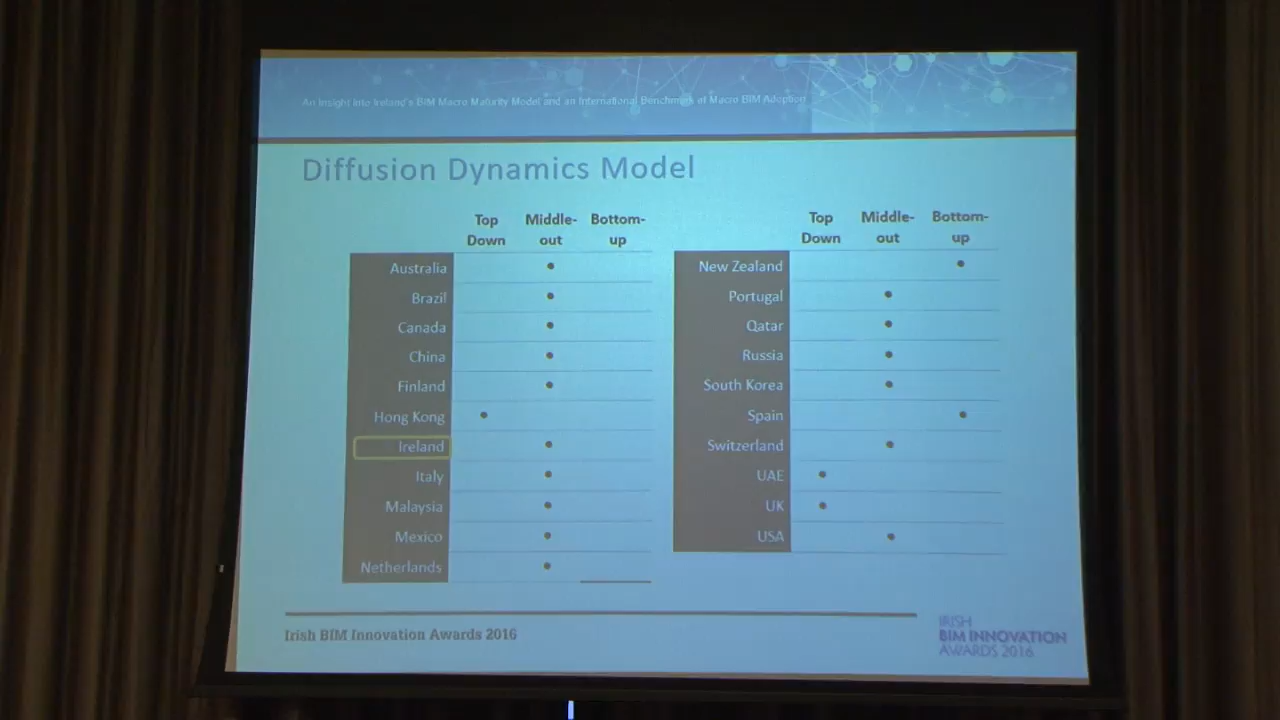 An Insight into Ireland's BIM Macro Maturity Model and an International Benchmark of Macro BIM Adoption
Diffusion Dynamics Model
Top Down Middle-out Bottom-up
Australia
Brazil
Canada
China
Finland
Hong Kong
Ireland
Italy
Malaysia
Mexico
Netherlands
Top Down Middle-out Bottom-up
New Zealand
Portugal
Qatar
Russia
South Korea
Spain
Switzerland
UAE
UK
USA
Irish BIM Innovation Awards 2016
IRISH
BIM INNOVATION
AWARDS 2016